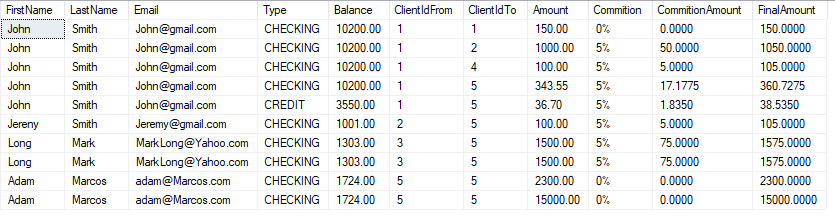 FirstName LastName Email Type Balance ClientIdFrom ClientIdTo Amount Commition CommitionAmount FinalAmount
John Smith John@gmail.com CHECKING 10200.00 1 1 150.00 0% 0.0000 150.0000
John Smith John@gmail.com CHECKING 10200.00 1 2 1000.00 5% 50.0000 1050.0000
John Smith John@gmail.com CHECKING 10200.00 1 4 100.00 5% 5.0000 105.0000
John Smith John@gmail.com CHECKING 10200.00 1 5 343.55 5% 17.1775 360.7275
John Smith John@gmail.com CREDIT 3550.00 1 5 36.70 5% 1.8350 38.5350
Jereny Smith Jeremy@gmail.com CHECKING 1001.00 2 5 100.00 5% 5.0000 105.0000
Long Mark MarkLong@Yahoo.com CHECKING 1303.00 3 5 1500.00 5% 75.0000 1575.0000
Long Mark MarkLong@Yahoo.com CHECKING 1303.00 3 5 1500.00 5% 75.0000 1575.0000
Adam Marcos adam@Marcos.com CHECKING 1724.00 5 5 2300.00 0% 0.0000 2300.0000
Adam Marcos adam@Marcos.com CHECKING 1724.00 5 5 15000.00 0% 0.0000 15000.0000